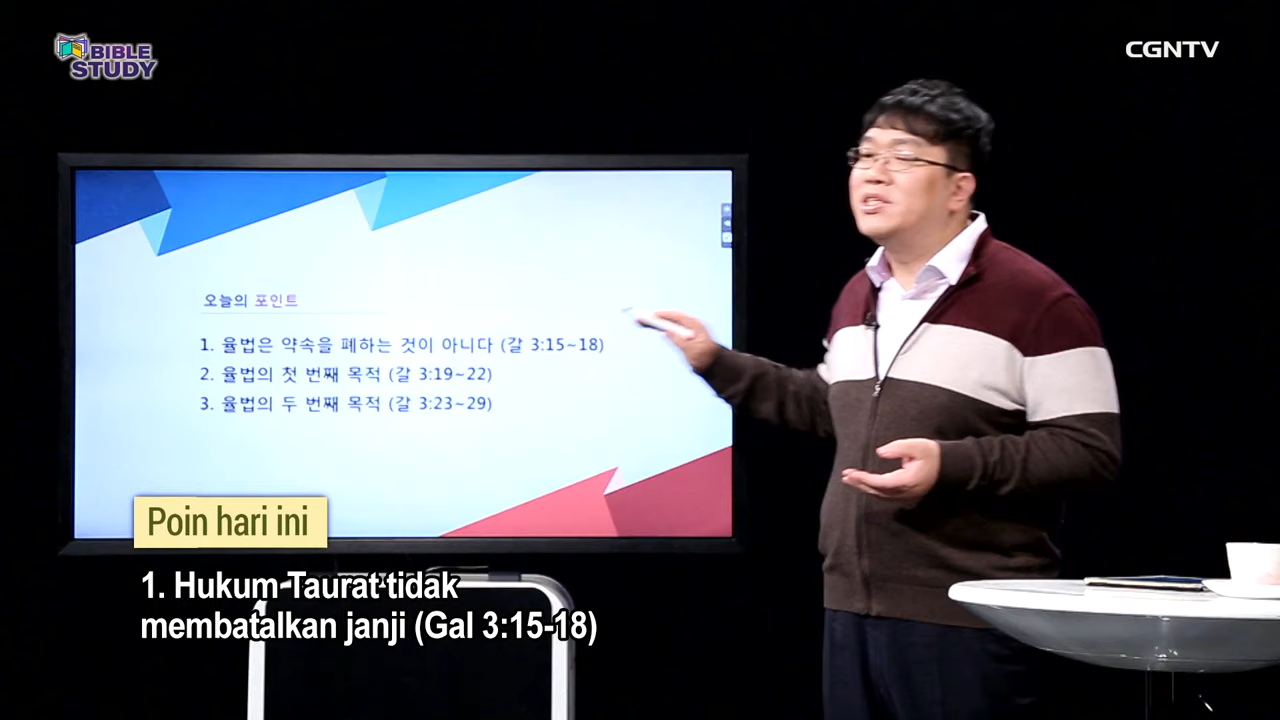 BIBLE
STUDY
CGNTV
오늘의 포인트
1. 율법은 약속을 폐하는 것이 아니다 (갈 3:15~18)
2. 율법의 첫 번째 목적 (갈 3:19~22)
3. 율법의 두 번째 목적 (갈 3:23~29)
Poin hari ini
1. Hukum Taurat tidak
membatalkan janji (Gal 3:15-18)